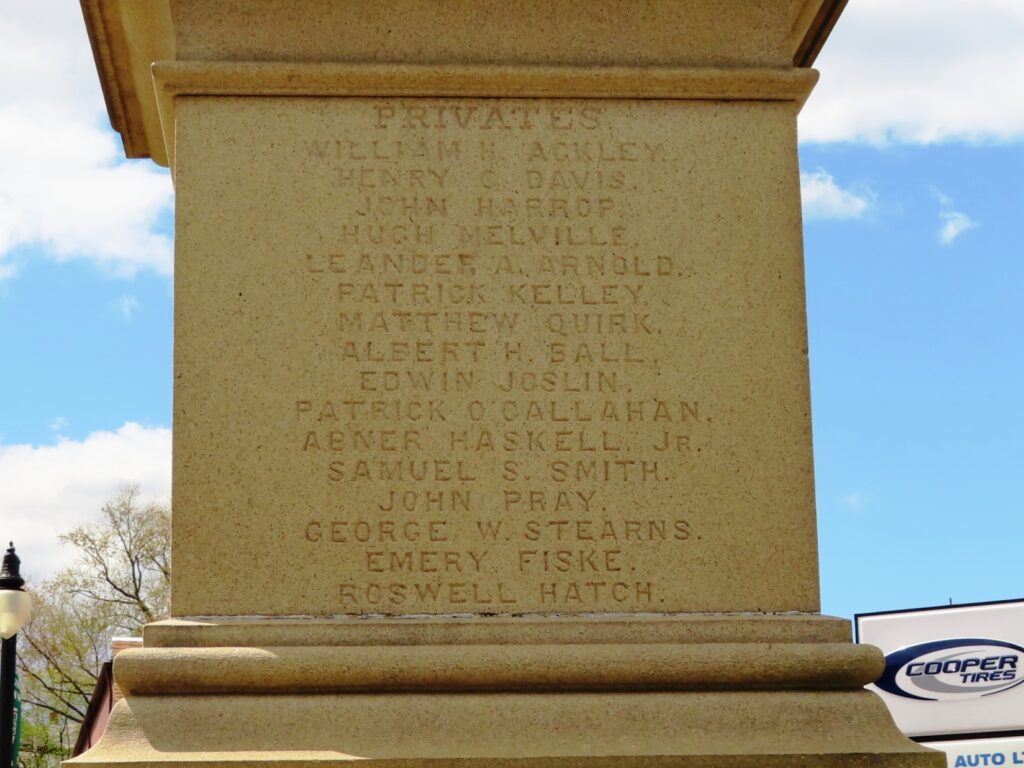 PRIVATES.
WILLIAM H. ACKLEY.
HENRY C. DAVIS.
JOHN HARROP.
HUGH MELVILLE.
LEANDER A. ARNOLD.
PATRICK KELLEY.
MATTHEW QUIRK.
ALBERT H. BALL.
EDWIN JOSLIN.
PATRICK O'CALLAHAN.
ABNER HASKELL, JR.
SAMUEL S. SMITH.
JOHN PRAY.
GEORGE W. STEARNS.
EMERY FISKE.
ROSWELL HATCH.
COOPER
TIRES
AUTO